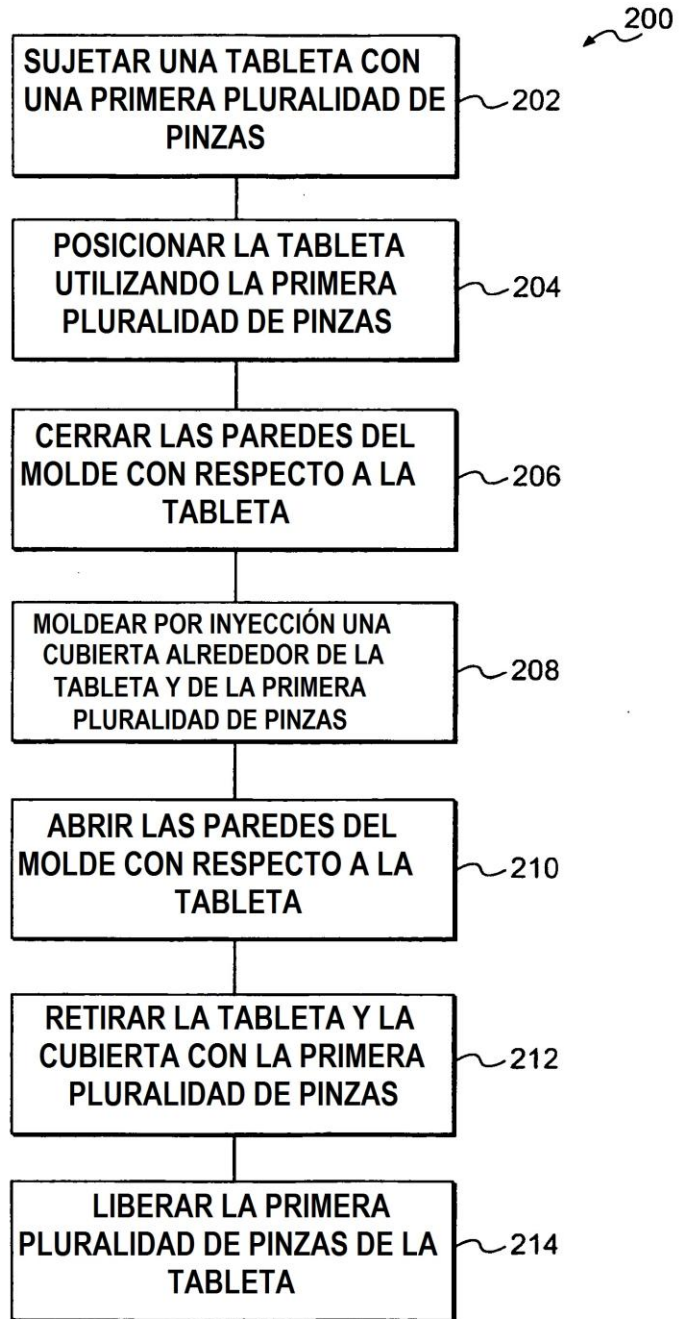 200
SUJETAR UNA TABLETA CON
UNA PRIMERA PLURALIDAD DE
PINZAS
202
POSICIONAR LA TABLETA
UTILIZANDO LA PRIMERA
PLURALIDAD DE PINZAS
204
CERRAR LAS PAREDES DEL
MOLDE CON RESPECTO A LA
TABLETA
206
MOLDEAR POR INYECCIÓN UNA
CUBIERTA ALREDEDOR DE LA
TABLETA Y DE LA PRIMERA
PLURALIDAD DE PINZAS
208
ABRIR LAS PAREDES DEL
MOLDE CON RESPECTO A LA
TABLETA
210
RETIRAR LA TABLETA Y LA
CUBIERTA CON LA PRIMERA
PLURALIDAD DE PINZAS
212
LIBERAR LA PRIMERA
PLURALIDAD DE PINZAS DE LA
TABLETA
214